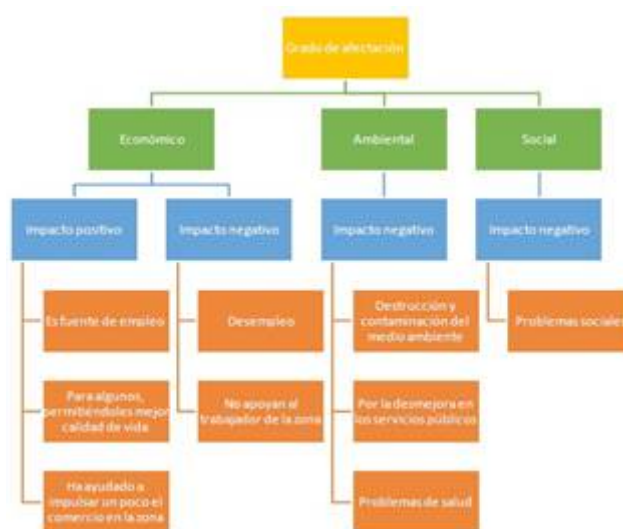 Grado de afectación
Económico
Ambiental
Social
Impacto positivo
Impacto negativo
Impacto negativo
Impacto negativo
Es fuente de empleo
Desempleo
Destrucción y
contaminación del
medio ambiente
Problemas sociales
Para algunos,
permitiéndoles mejor
calidad de vida
No apoyan al
trabajador de la zona
Por la desmejora en
los servicios públicos
Ha ayudado a
impulsar un poco el
comercio en la zona
Problemas de salud